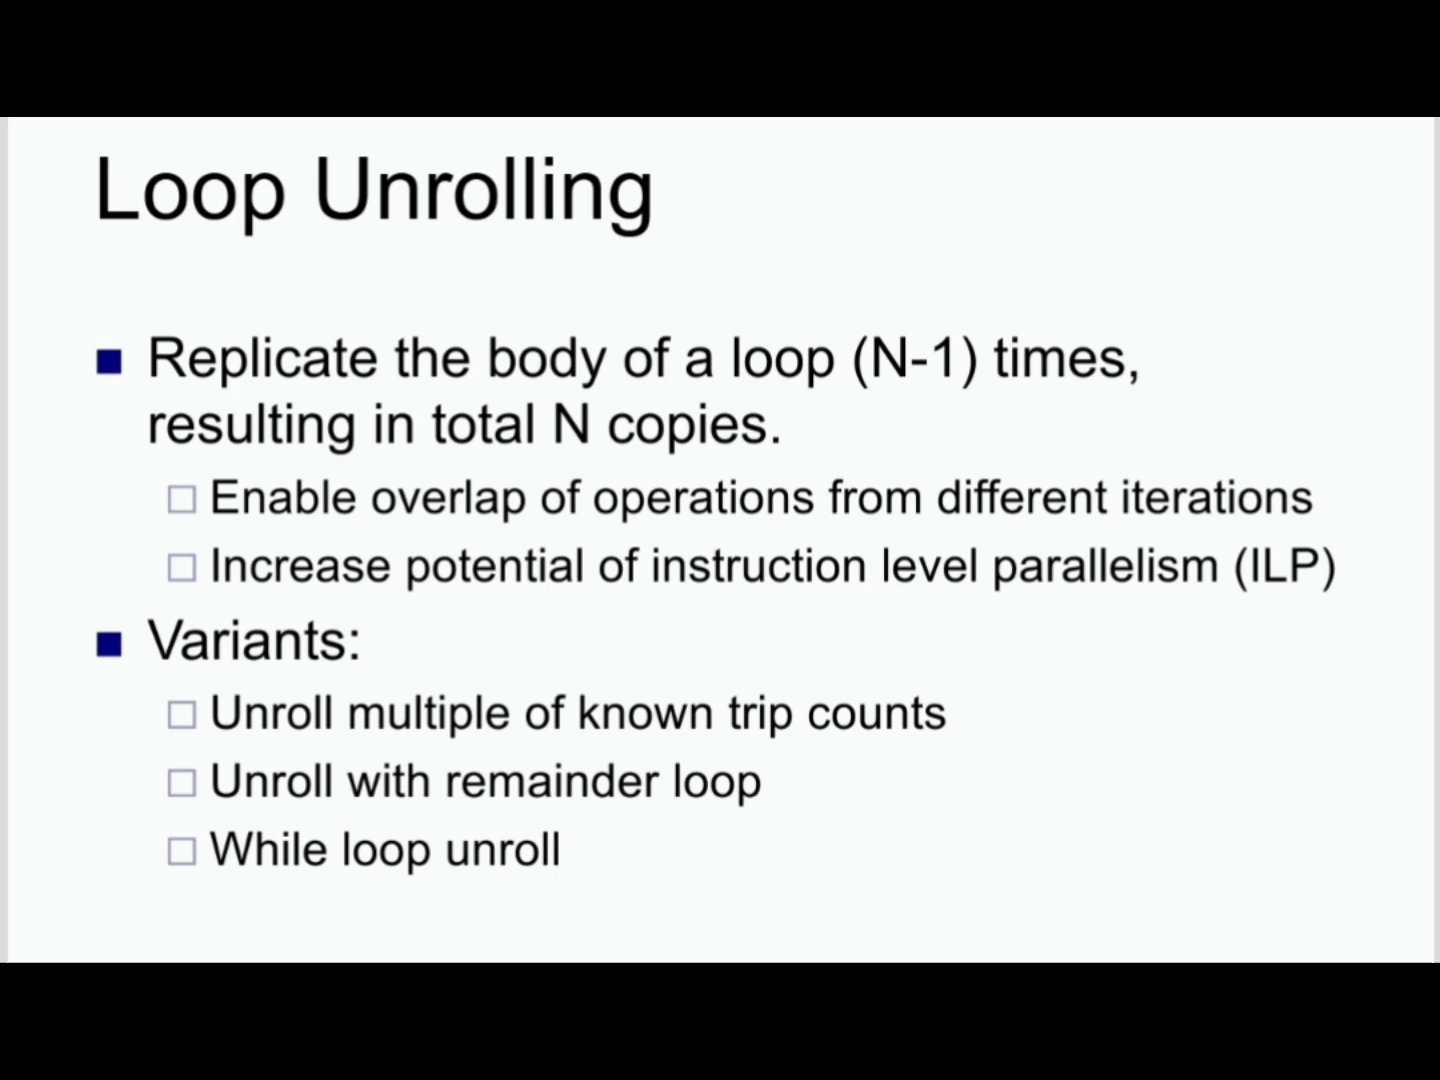 Loop Unrolling
Replicate the body of a loop (N-1) times,
resulting in total N copies.
Enable overlap of operations from different iterations
Increase potential of instruction level parallelism (ILP)
Variants:
Unroll multiple of known trip counts
Unroll with remainder loop
While loop unroll